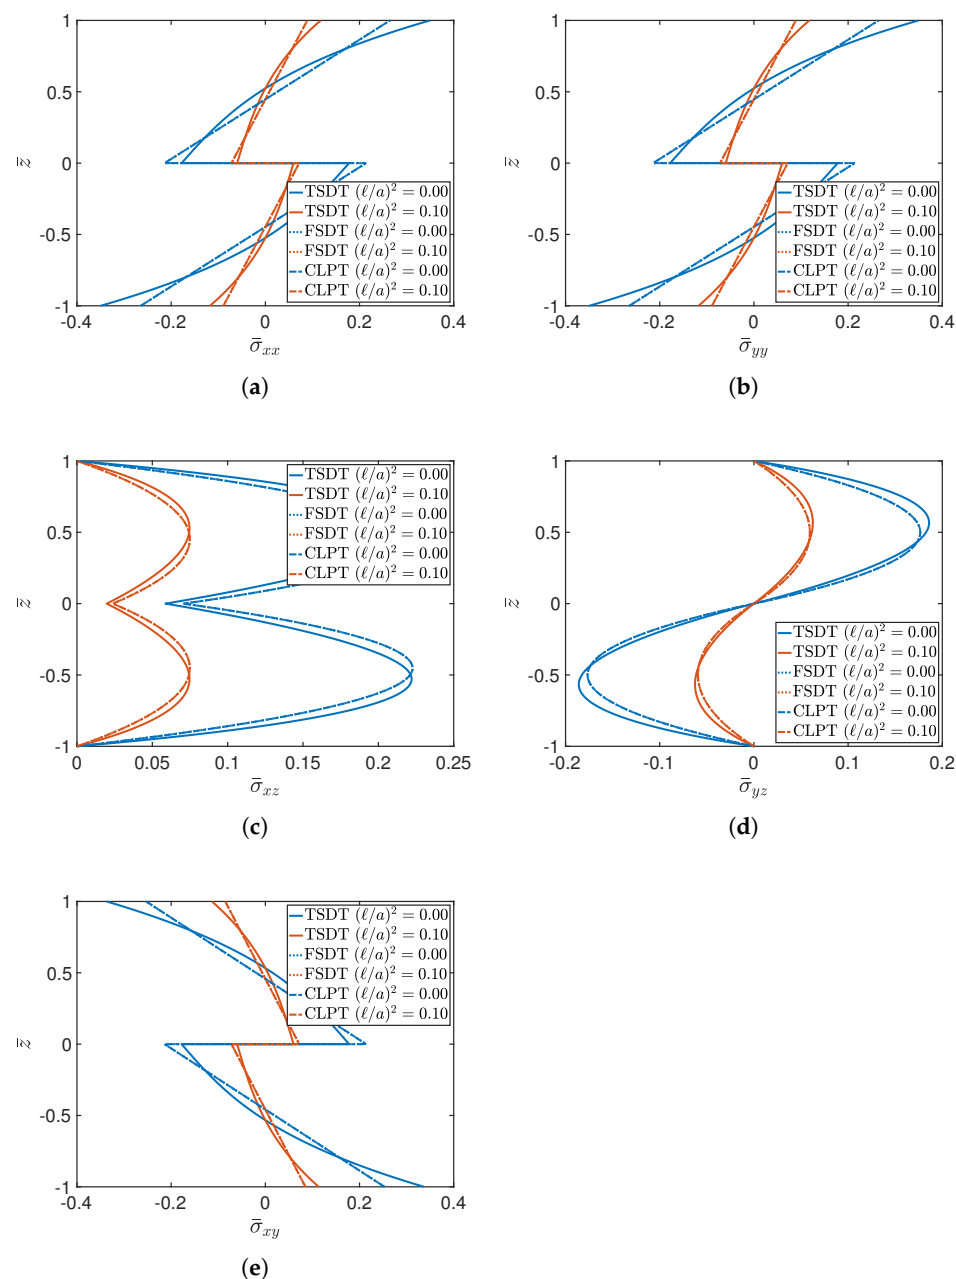 1
0.5
z̄ 0
-0.5
-1
-0.4 -0.2 0 0.2 0.4
σ̄xx
TSDT (ℓ/a)² = 0.00
TSDT (ℓ/a)² = 0.10
FSDT (ℓ/a)² = 0.00
FSDT (ℓ/a)² = 0.10
CLPT (ℓ/a)² = 0.00
CLPT (ℓ/a)² = 0.10
(a)
1
0.5
z̄ 0
-0.5
-1
-0.4 -0.2 0 0.2 0.4
σ̄yy
TSDT (ℓ/a)² = 0.00
TSDT (ℓ/a)² = 0.10
FSDT (ℓ/a)² = 0.00
FSDT (ℓ/a)² = 0.10
CLPT (ℓ/a)² = 0.00
CLPT (ℓ/a)² = 0.10
(b)
1
0.5
z̄ 0
-0.5
-1
0 0.05 0.1 0.15 0.2 0.25
σ̄xz
TSDT (ℓ/a)² = 0.00
TSDT (ℓ/a)² = 0.10
FSDT (ℓ/a)² = 0.00
FSDT (ℓ/a)² = 0.10
CLPT (ℓ/a)² = 0.00
CLPT (ℓ/a)² = 0.10
(c)
1
0.5
z̄ 0
-0.5
-1
-0.2 -0.1 0 0.1 0.2
σ̄yz
TSDT (ℓ/a)² = 0.00
TSDT (ℓ/a)² = 0.10
FSDT (ℓ/a)² = 0.00
FSDT (ℓ/a)² = 0.10
CLPT (ℓ/a)² = 0.00
CLPT (ℓ/a)² = 0.10
(d)
1
0.5
z̄ 0
-0.5
-1
-0.4 -0.2 0 0.2 0.4
σ̄xy
TSDT (ℓ/a)² = 0.00
TSDT (ℓ/a)² = 0.10
FSDT (ℓ/a)² = 0.00
FSDT (ℓ/a)² = 0.10
CLPT (ℓ/a)² = 0.00
CLPT (ℓ/a)² = 0.10
(e)